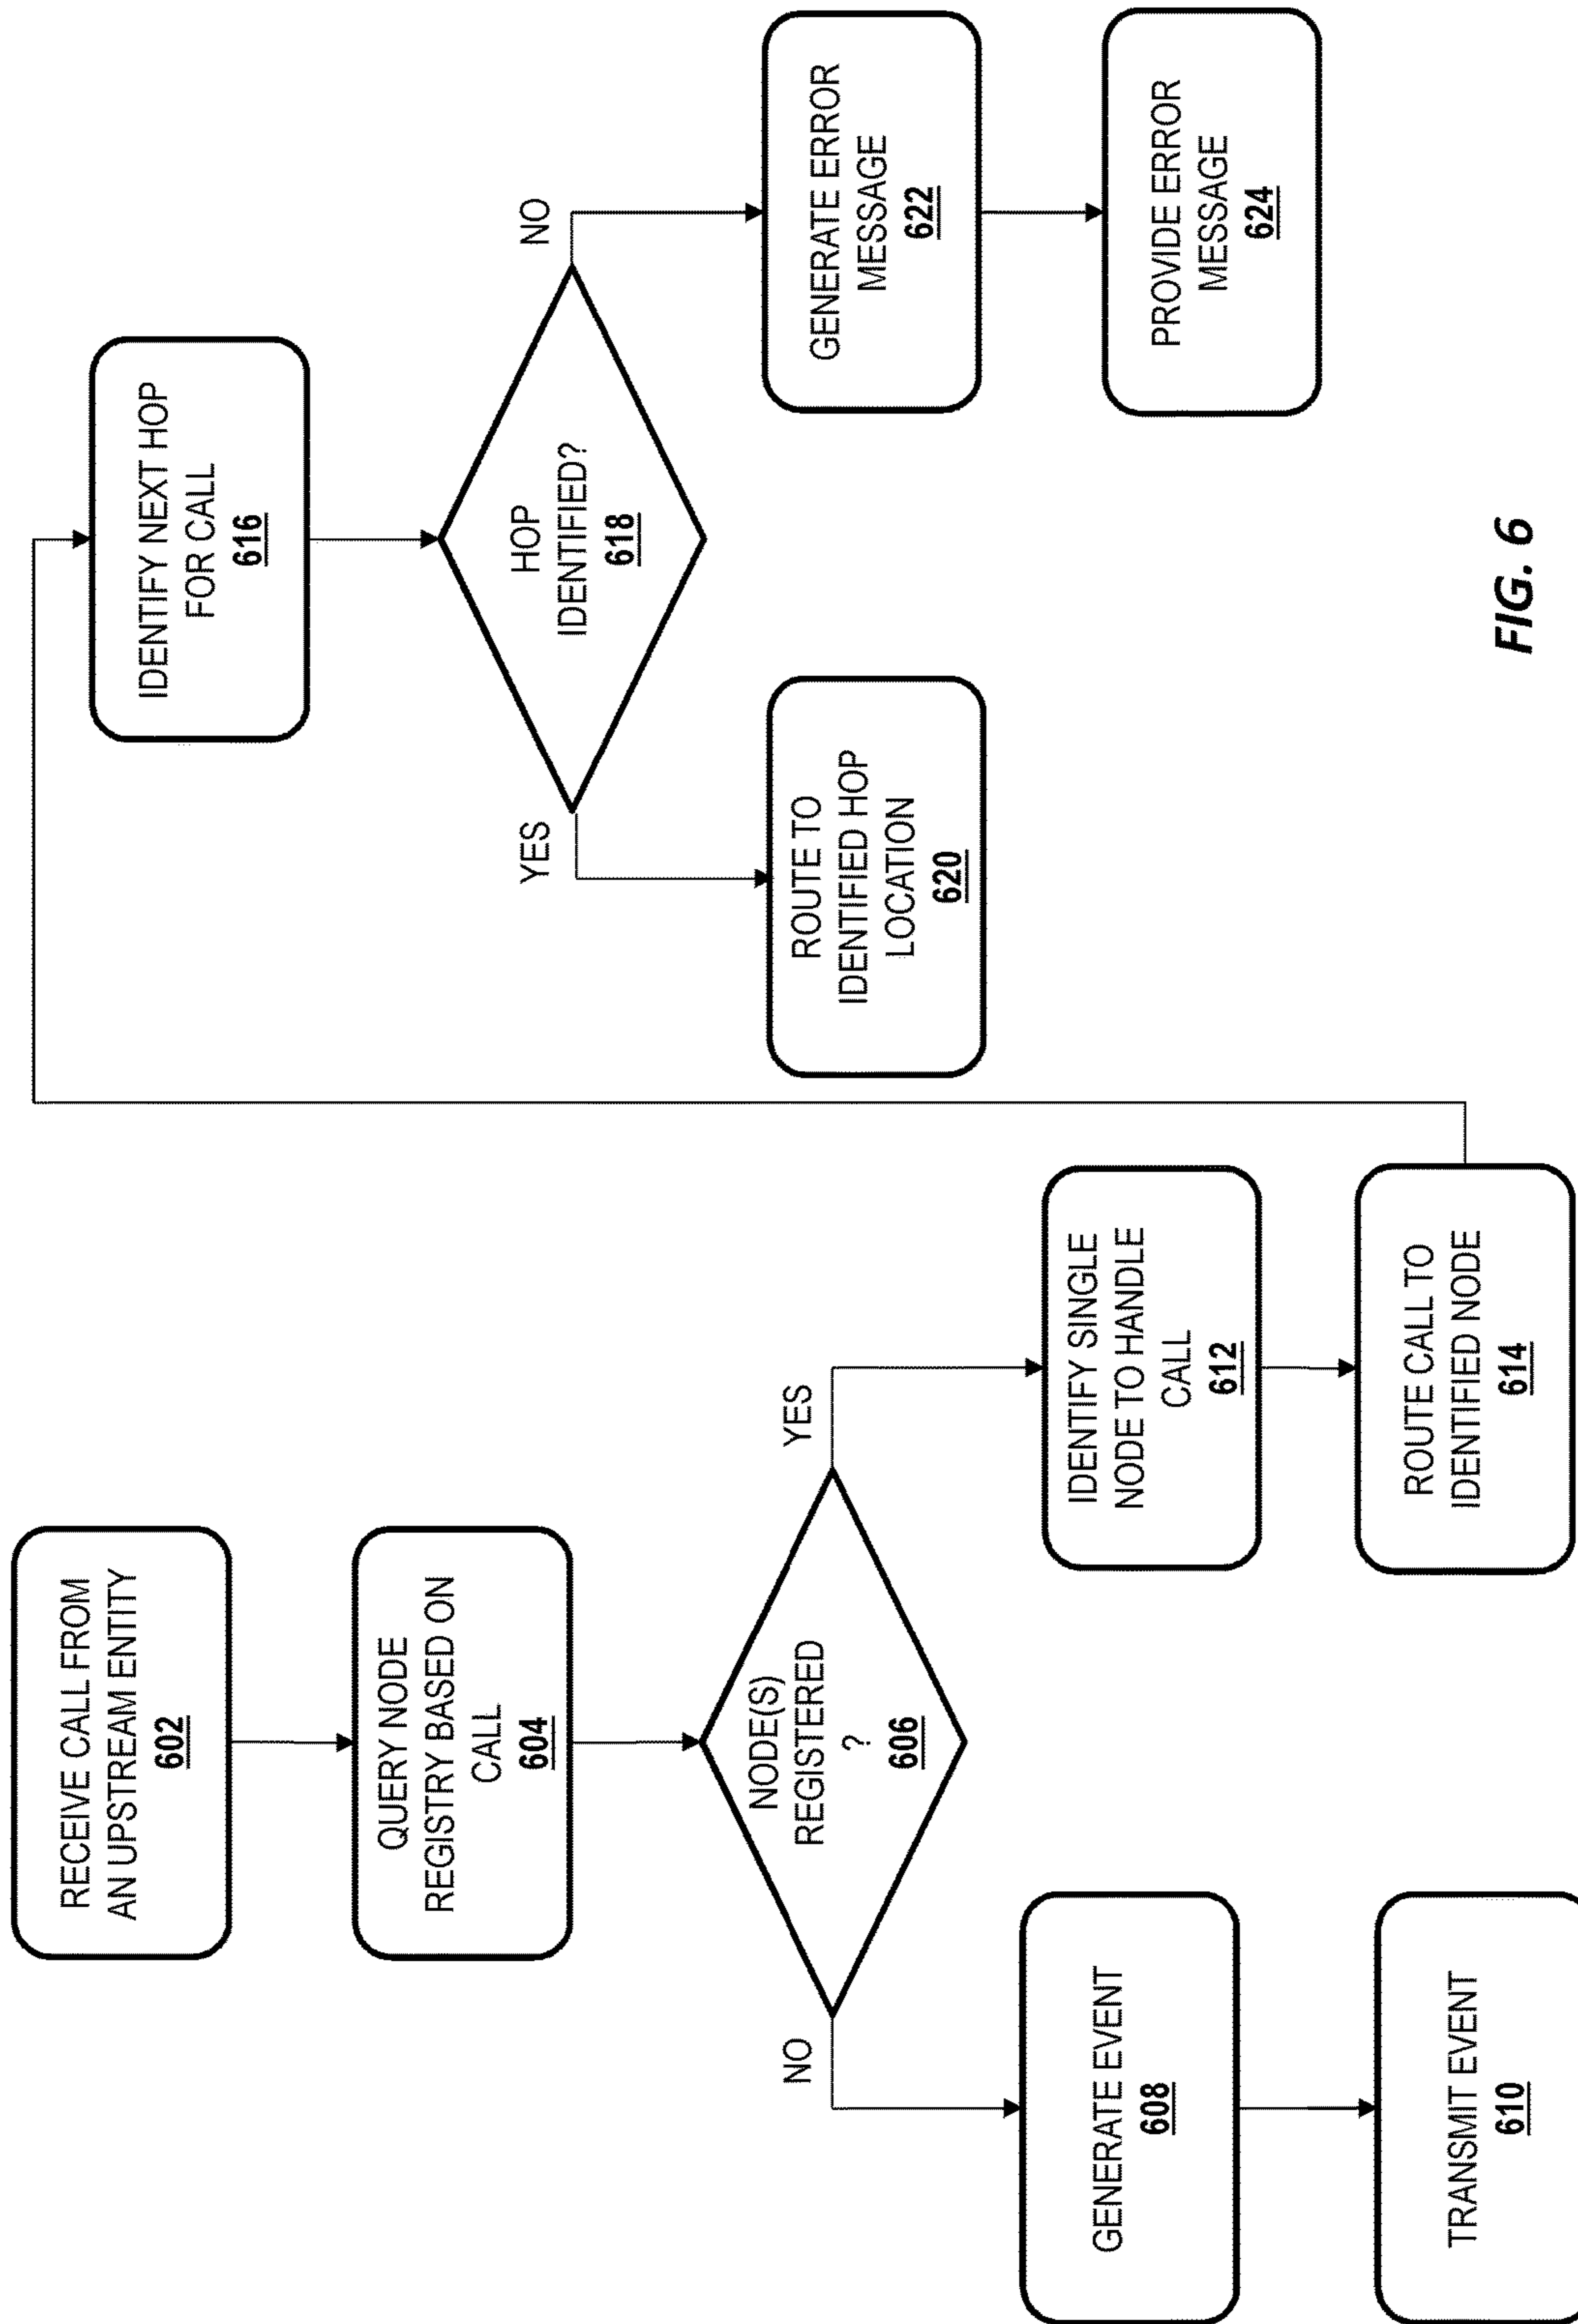 RECEIVE CALL FROM
AN UPSTREAM ENTITY
602
QUERY NODE
REGISTRY BASED ON
CALL
604
NODE(S)
REGISTERED
?
606
NO
YES
GENERATE EVENT
608
TRANSMIT EVENT
610
IDENTIFY SINGLE
NODE TO HANDLE
CALL
612
ROUTE CALL TO
IDENTIFIED NODE
614
IDENTIFY NEXT HOP
FOR CALL
616
HOP
IDENTIFIED?
618
YES
NO
ROUTE TO
IDENTIFIED HOP
LOCATION
620
GENERATE ERROR
MESSAGE
622
PROVIDE ERROR
MESSAGE
624
FIG. 6